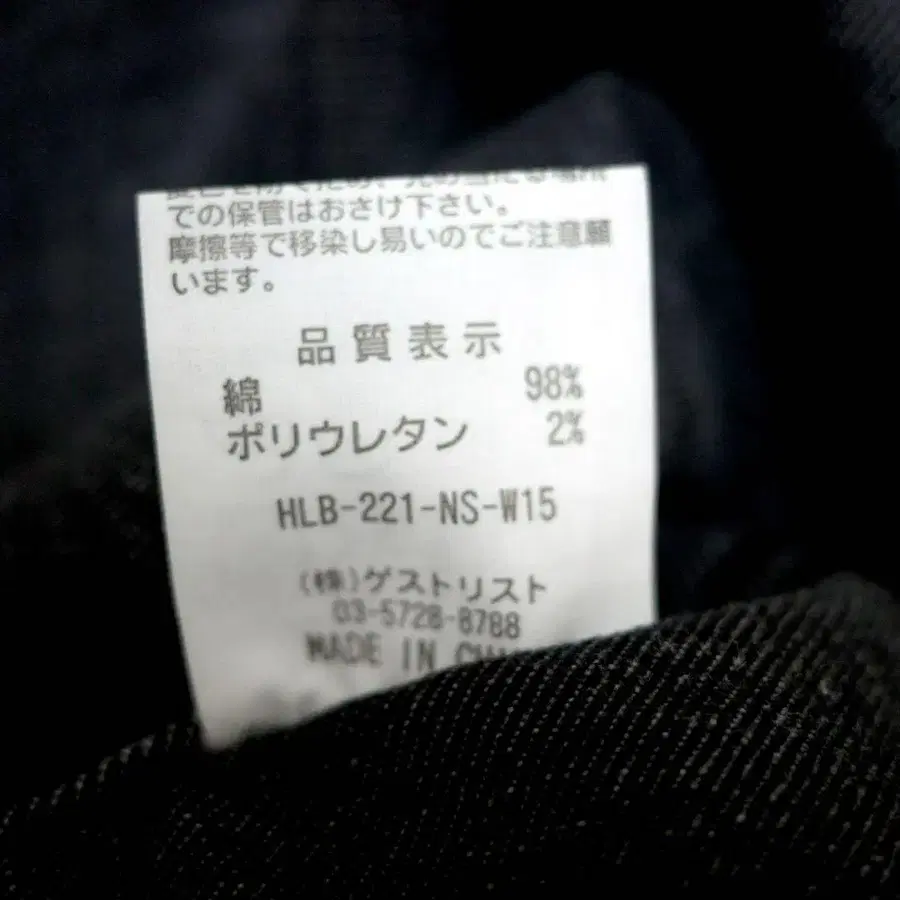 での保管はおさけ下さい。
摩擦等で移染し易いのでご注意願
います。
品質表示
綿 98%
ポリウレタン 2%
HLB-221-NS-W15
(株)ゲストリスト
03-5728-8788
MADE IN